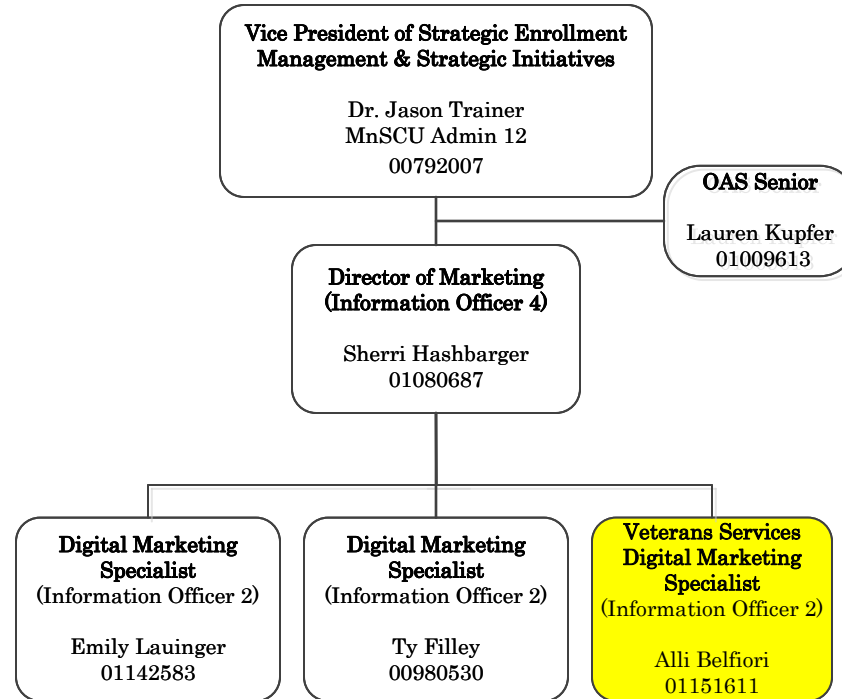 Vice President of Strategic Enrollment
Management & Strategic Initiatives
Dr. Jason Trainer
MnSCU Admin 12
00792007
OAS Senior
Lauren Kupfer
01009613
Director of Marketing
(Information Officer 4)
Sherri Hashbarger
01080687
Digital Marketing
Specialist
(Information Officer 2)
Emily Lauinger
01142583
Digital Marketing
Specialist
(Information Officer 2)
Ty Filley
00980530
Veterans Services
Digital Marketing
Specialist
(Information Officer 2)
Alli Belfiori
01151611